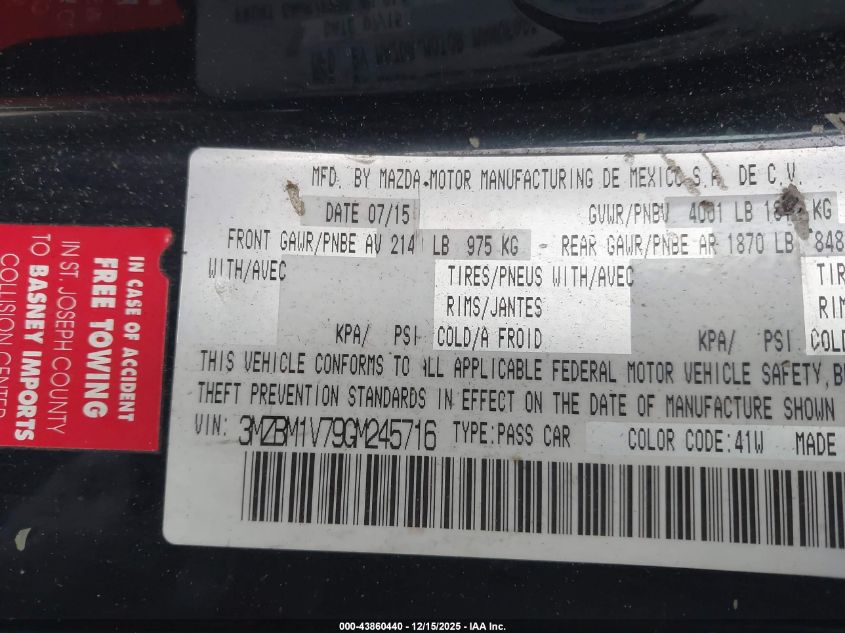 MFD. BY MAZDA MOTOR MANUFACTURING DE MEXICO S.A. DE C.V.
DATE 07/15
GVWR/PNBV 4001 LB KG
FRONT GAWR/PNBE AV 214 LB 975 KG - REAR GAWR/PNBE AR 1870 LB 848
WITH/AVEC TIRES/PNEUS WITH/AVEC TIRE
RIMS/JANTES RIM
KPA/ PSI COLD/A FROID KPA/ PSI COLD
THIS VEHICLE CONFORMS TO ALL APPLICABLE FEDERAL MOTOR VEHICLE SAFETY, B
THEFT PREVENTION STANDARDS IN EFFECT ON THE DATE OF MANUFACTURE SHOWN
VIN: 3MZBM1V79GM245716 TYPE:PASS CAR COLOR CODE:41W MADE
IN CASE OF ACCIDENT
FREE TOWING
IN ST. JOSEPH COUNTY
TO BASNEY IMPORTS
COLLISION CENTER
000-43860440 - 12/15/2025 - IAA Inc.